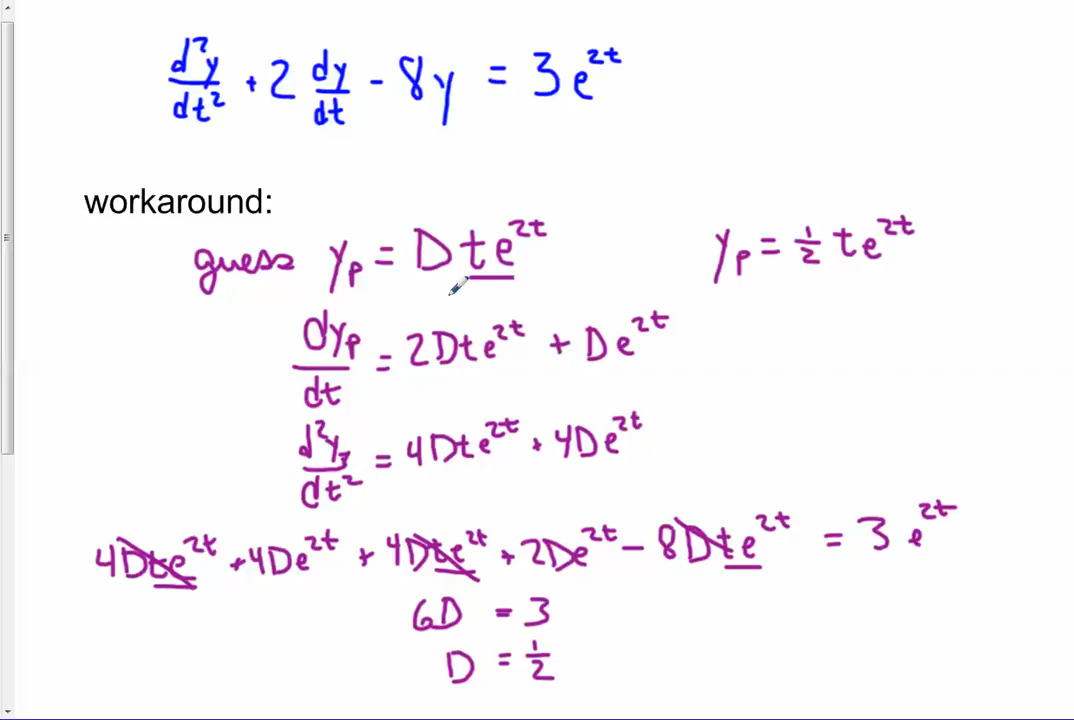 d²y/dt² + 2 dy/dt - 8y = 3e^{2t}
workaround:
guess y_p = Dte^{2t} y_p = ½ te^{2t}
dy_p/dt = 2Dte^{2t} + De^{2t}
d²y_p/dt² = 4Dte^{2t} + 4De^{2t}
4Dte^{2t} + 4De^{2t} + 4Dte^{2t} + 2De^{2t} - 8Dte^{2t} = 3e^{2t}
6D = 3
D = ½